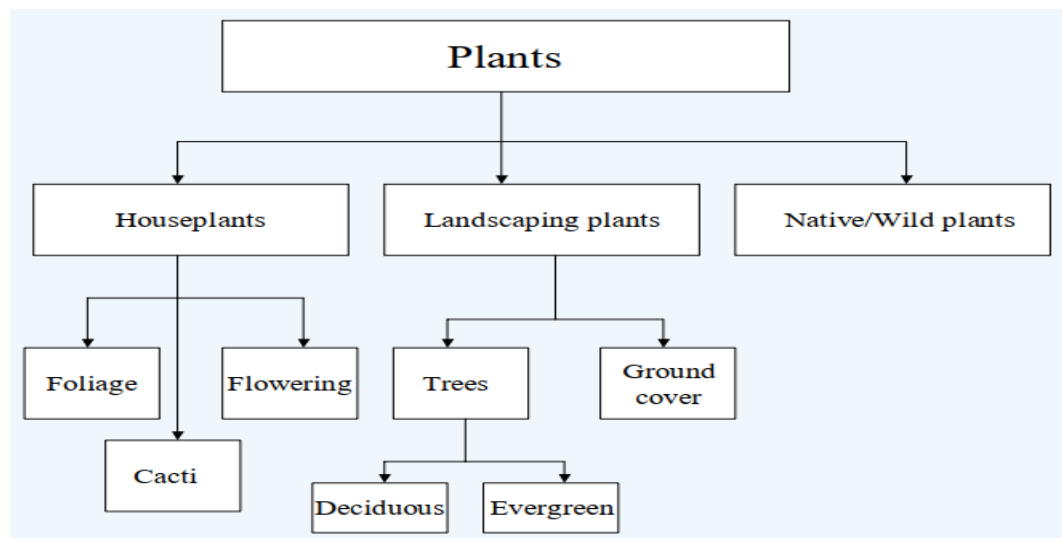 Plants
Houseplants
Landscaping plants
Native/Wild plants
Foliage
Flowering
Trees
Ground
cover
Cacti
Deciduous
Evergreen